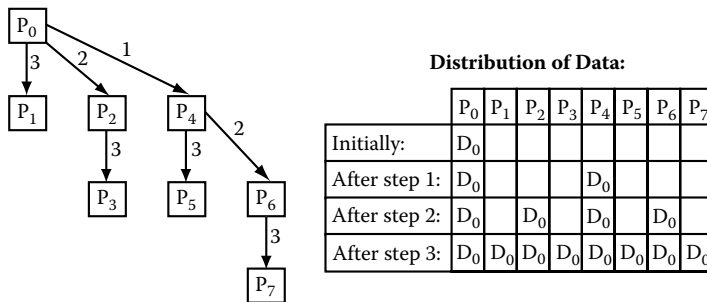 P₀
3
2
1
P₁
P₂
P₄
2
3
3
P₃
P₅
P₆
3
P₇
Distribution of Data:
P₀ P₁ P₂ P₃ P₄ P₅ P₆ P₇
Initially: D₀
After step 1: D₀ D₀
After step 2: D₀ D₀ D₀ D₀
After step 3: D₀ D₀ D₀ D₀ D₀ D₀ D₀ D₀